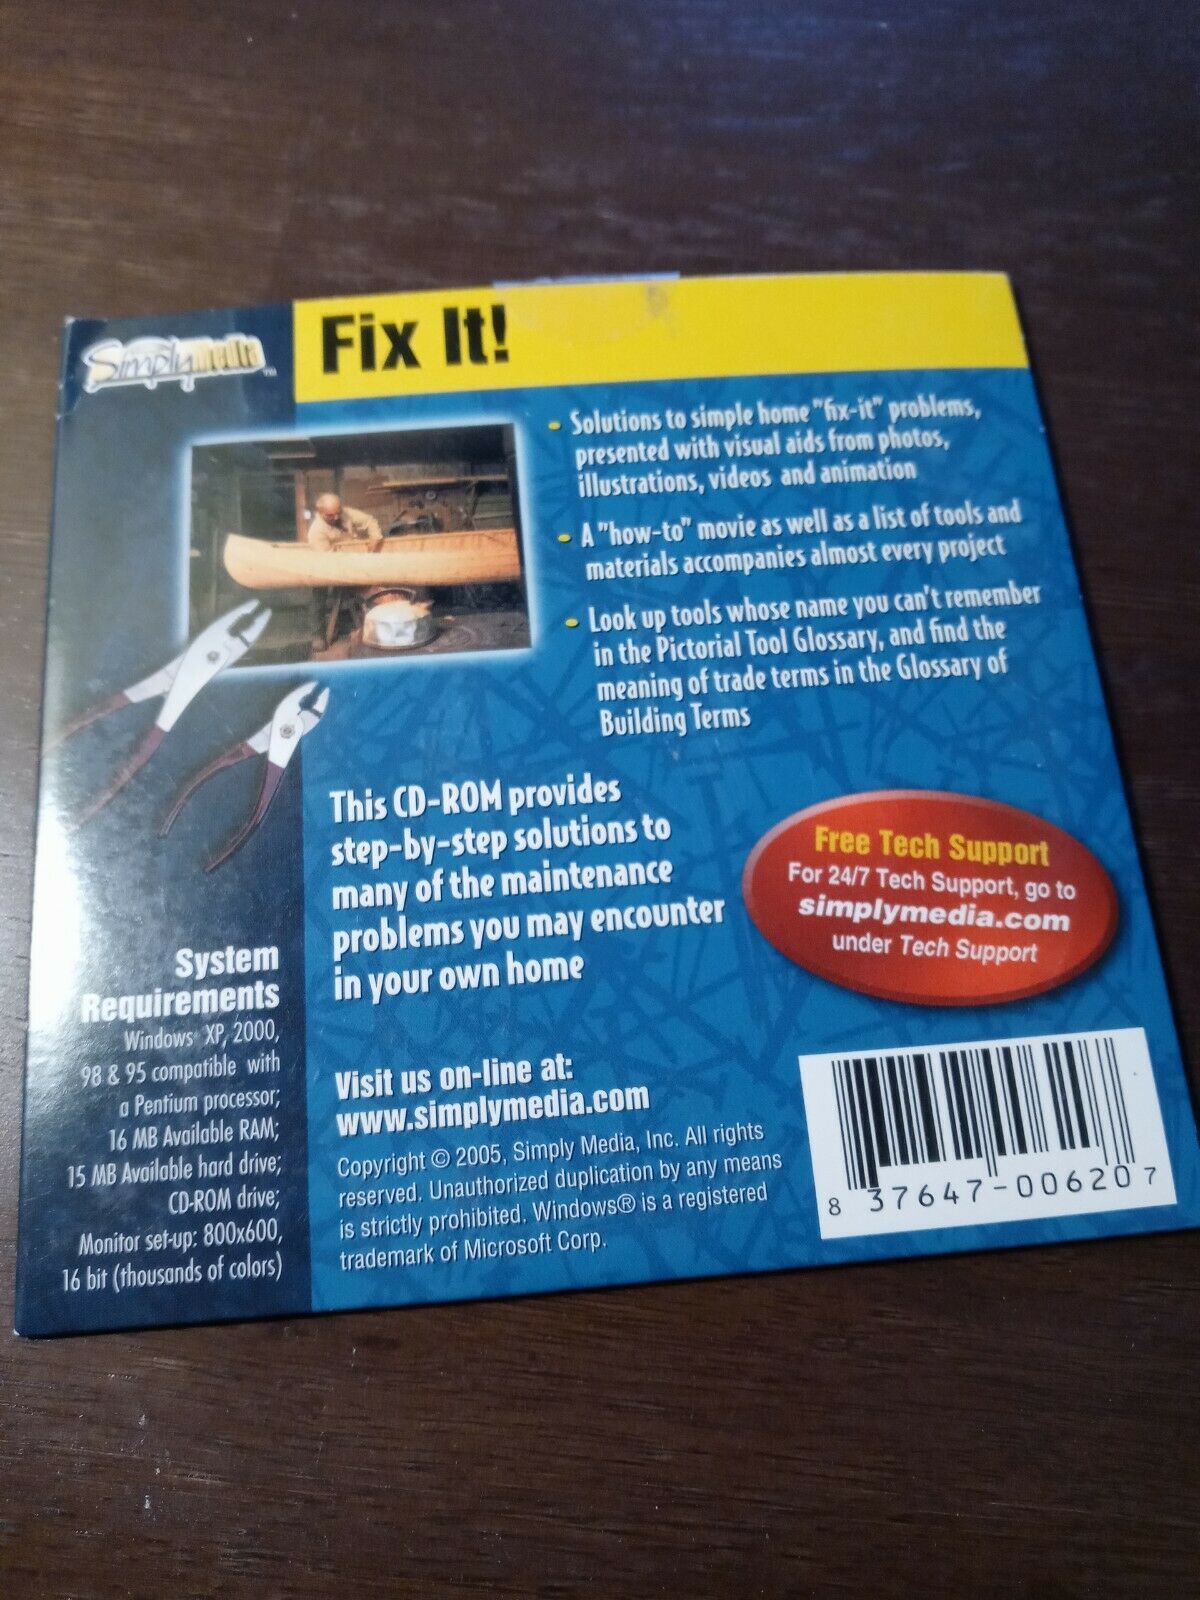 SimplyMedia™
Fix It!
• Solutions to simple home "fix-it" problems,
presented with visual aids from photos,
illustrations, videos and animation
• A "how-to" movie as well as a list of tools and
materials accompanies almost every project
• Look up tools whose name you can't remember
in the Pictorial Tool Glossary, and find the
meaning of trade terms in the Glossary of
Building Terms
This CD-ROM provides
step-by-step solutions to
many of the maintenance
problems you may encounter
in your own home
Free Tech Support
For 24/7 Tech Support, go to
simplymedia.com
under Tech Support
System
Requirements
Windows® XP, 2000,
98 & 95 compatible with
a Pentium processor;
16 MB Available RAM;
15 MB Available hard drive;
CD-ROM drive;
Monitor set-up: 800x600,
16 bit (thousands of colors)
Visit us on-line at:
www.simplymedia.com
Copyright © 2005, Simply Media, Inc. All rights
reserved. Unauthorized duplication by any means
is strictly prohibited. Windows® is a registered
trademark of Microsoft Corp.
8 37647-00620 7